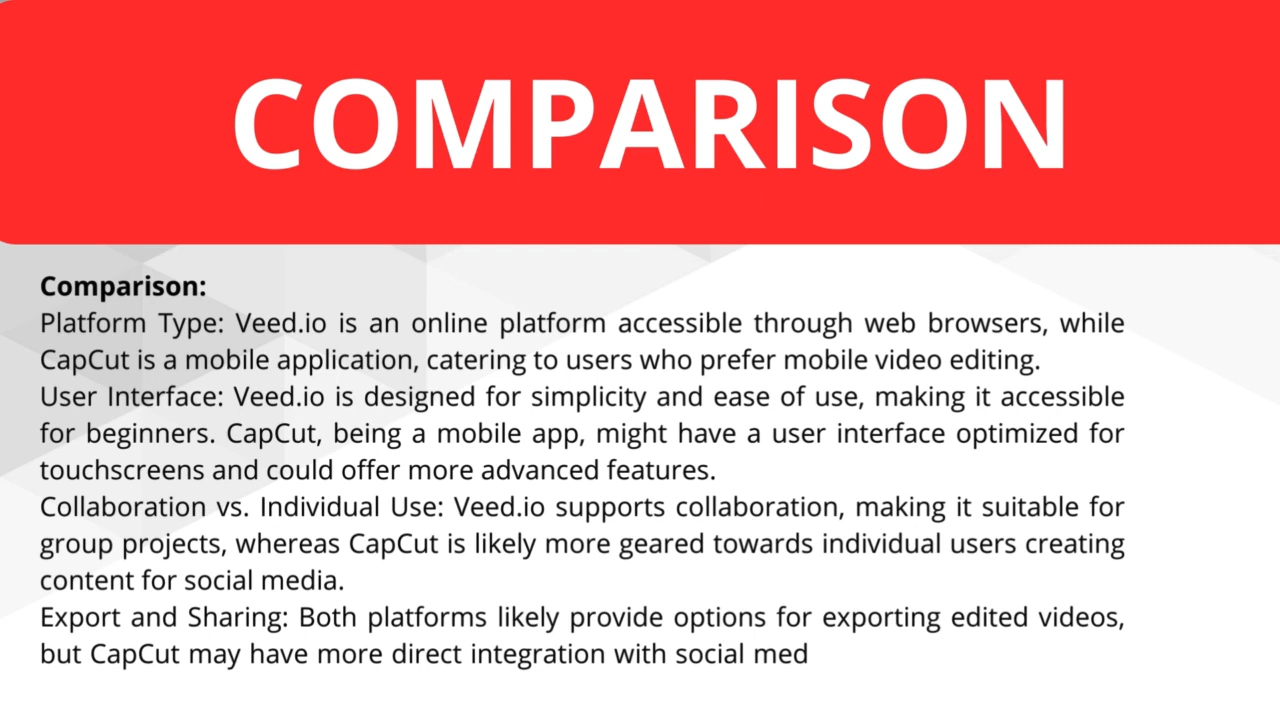 COMPARISON
Comparison:
Platform Type: Veed.io is an online platform accessible through web browsers, while
CapCut is a mobile application, catering to users who prefer mobile video editing.
User Interface: Veed.io is designed for simplicity and ease of use, making it accessible
for beginners. CapCut, being a mobile app, might have a user interface optimized for
touchscreens and could offer more advanced features.
Collaboration vs. Individual Use: Veed.io supports collaboration, making it suitable for
group projects, whereas CapCut is likely more geared towards individual users creating
content for social media.
Export and Sharing: Both platforms likely provide options for exporting edited videos,
but CapCut may have more direct integration with social med